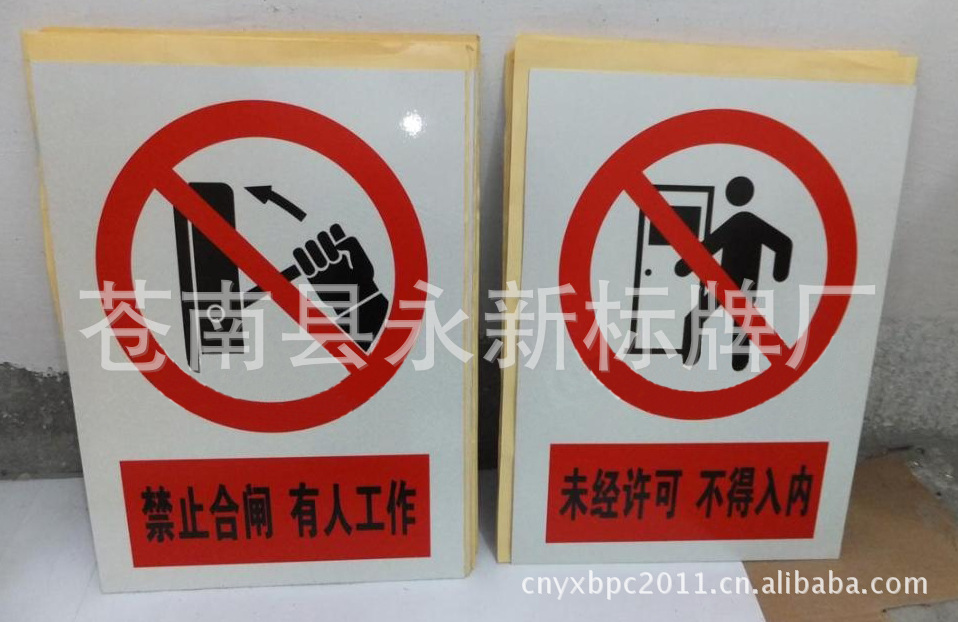 苍南县永新标牌厂
禁止合闸 有人工作
未经许可 不得入内
cnyxbpc2011.cn.alibaba.com